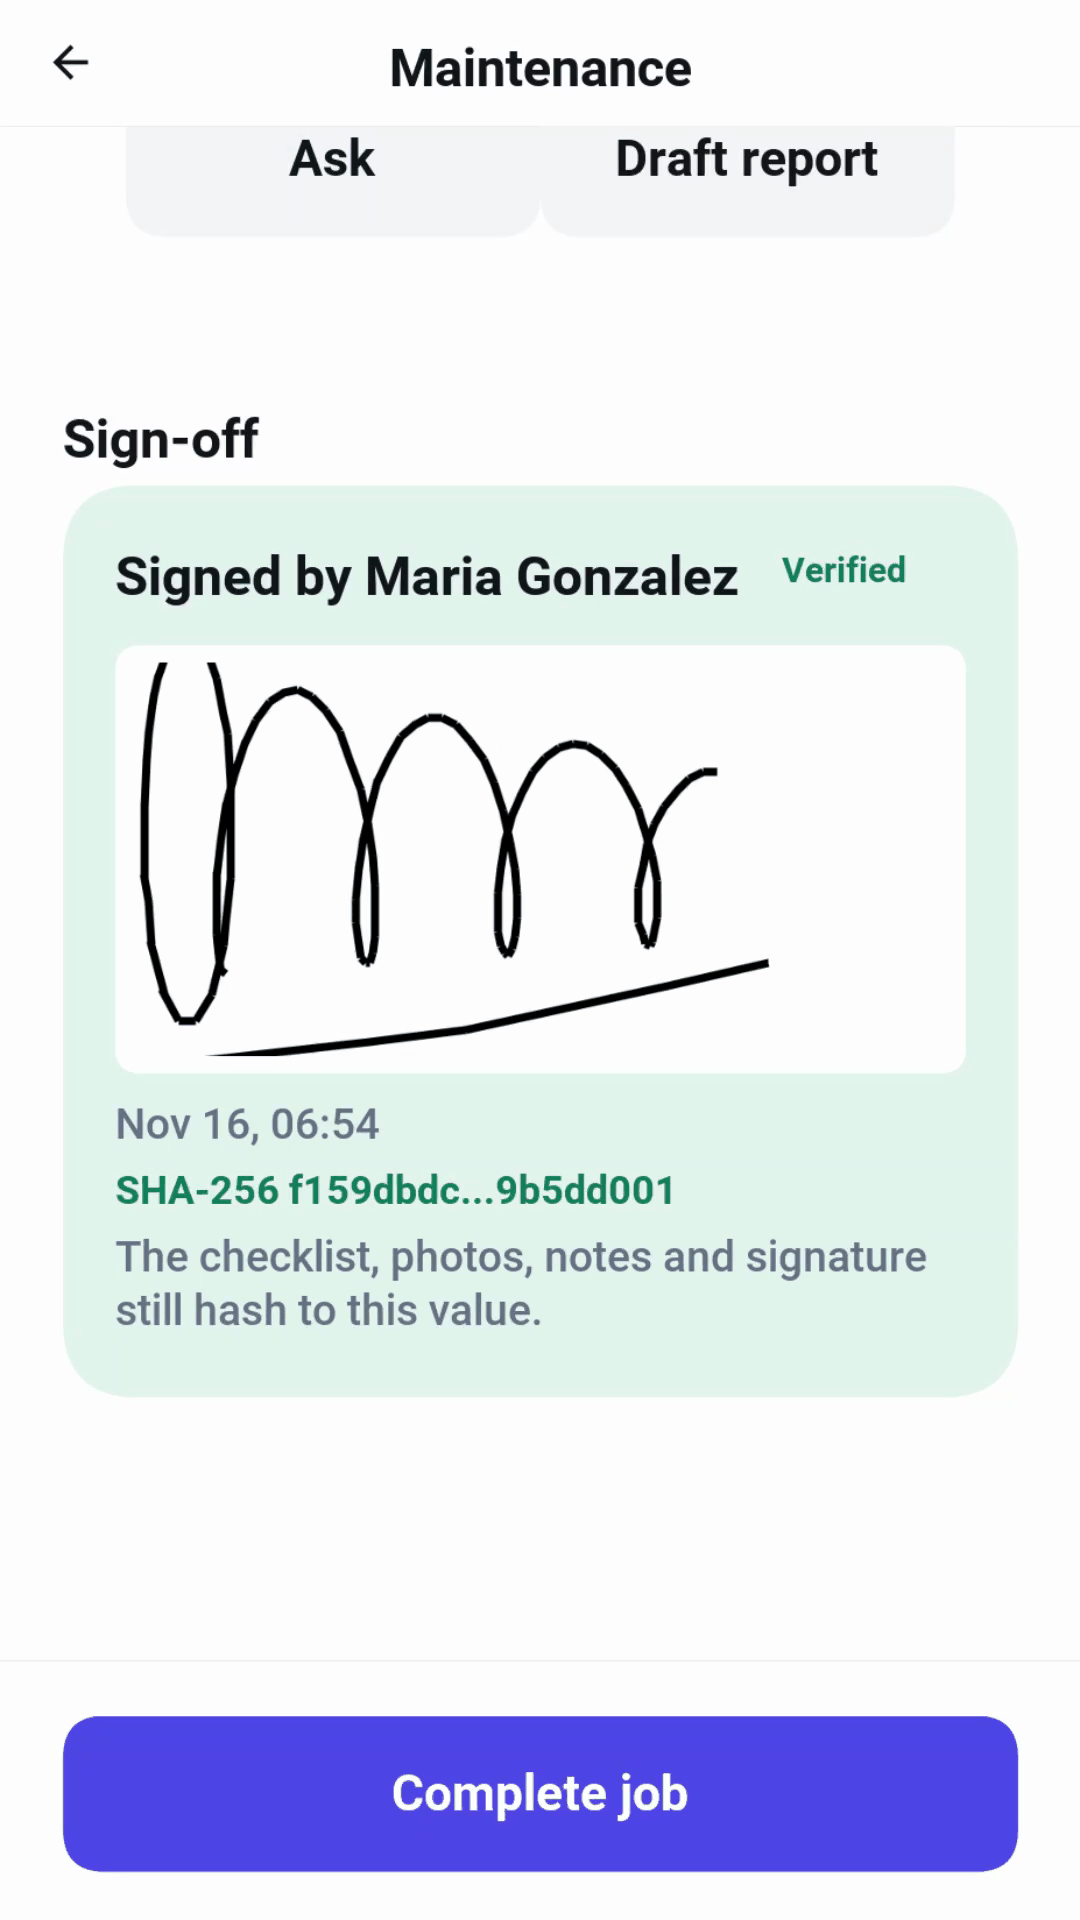 Maintenance
Ask
Draft report
Sign-off
Signed by Maria Gonzalez
Verified
Nov 16, 06:54
SHA-256 f159dbdc...9b5dd001
The checklist, photos, notes and signature
still hash to this value.
Complete job